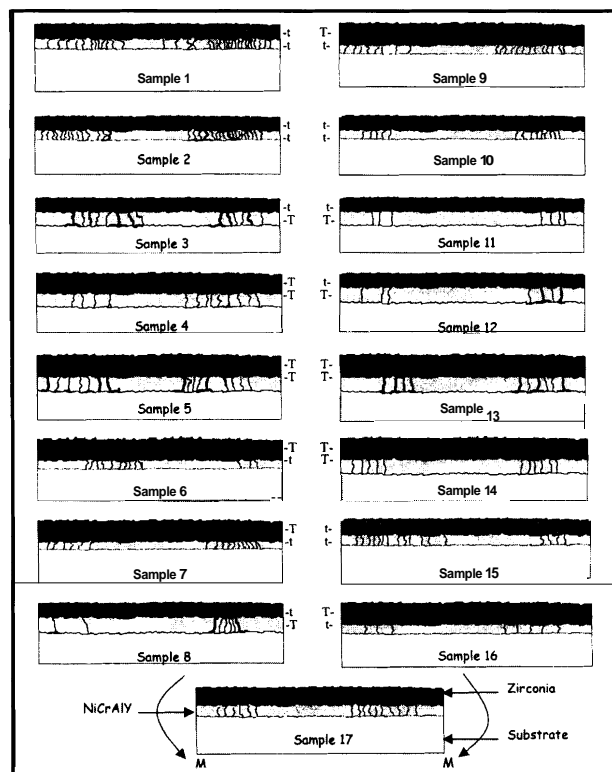 -t T-
-t t-
Sample 1 Sample 9
-t t-
-t t-
Sample 2 Sample 10
-t t-
-T T-
Sample 3 Sample 11
-T t-
-T T-
Sample 4 Sample 12
-T T-
-T T-
Sample 5 Sample 13
-T T-
-t T-
Sample 6 Sample 14
-T t-
-t t-
Sample 7 Sample 15
-t T-
-T t-
Sample 8 Sample 16
Zirconia
NiCrAlY
Substrate
Sample 17
M M